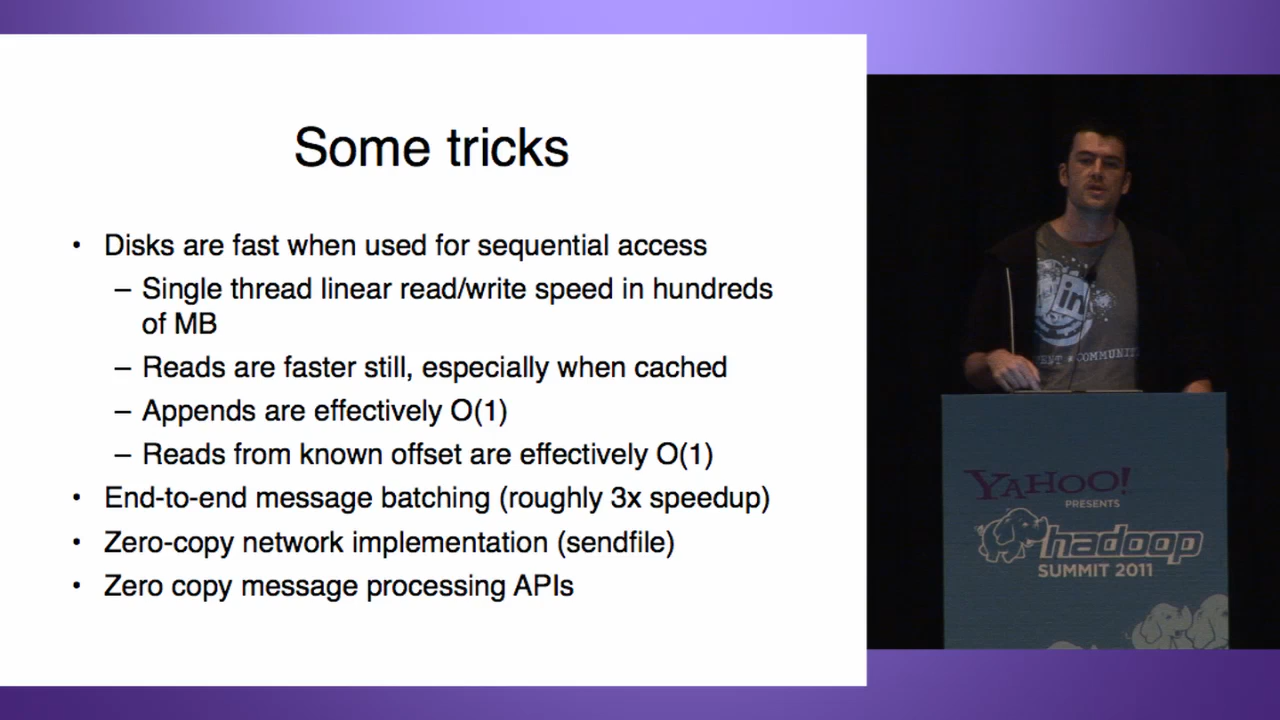 Some tricks
• Disks are fast when used for sequential access
– Single thread linear read/write speed in hundreds
of MB
– Reads are faster still, especially when cached
– Appends are effectively O(1)
– Reads from known offset are effectively O(1)
• End-to-end message batching (roughly 3x speedup)
• Zero-copy network implementation (sendfile)
• Zero copy message processing APIs
in
COMMUNIT
YAHOO!
PRESENTS
hadoop
SUMMIT 2011